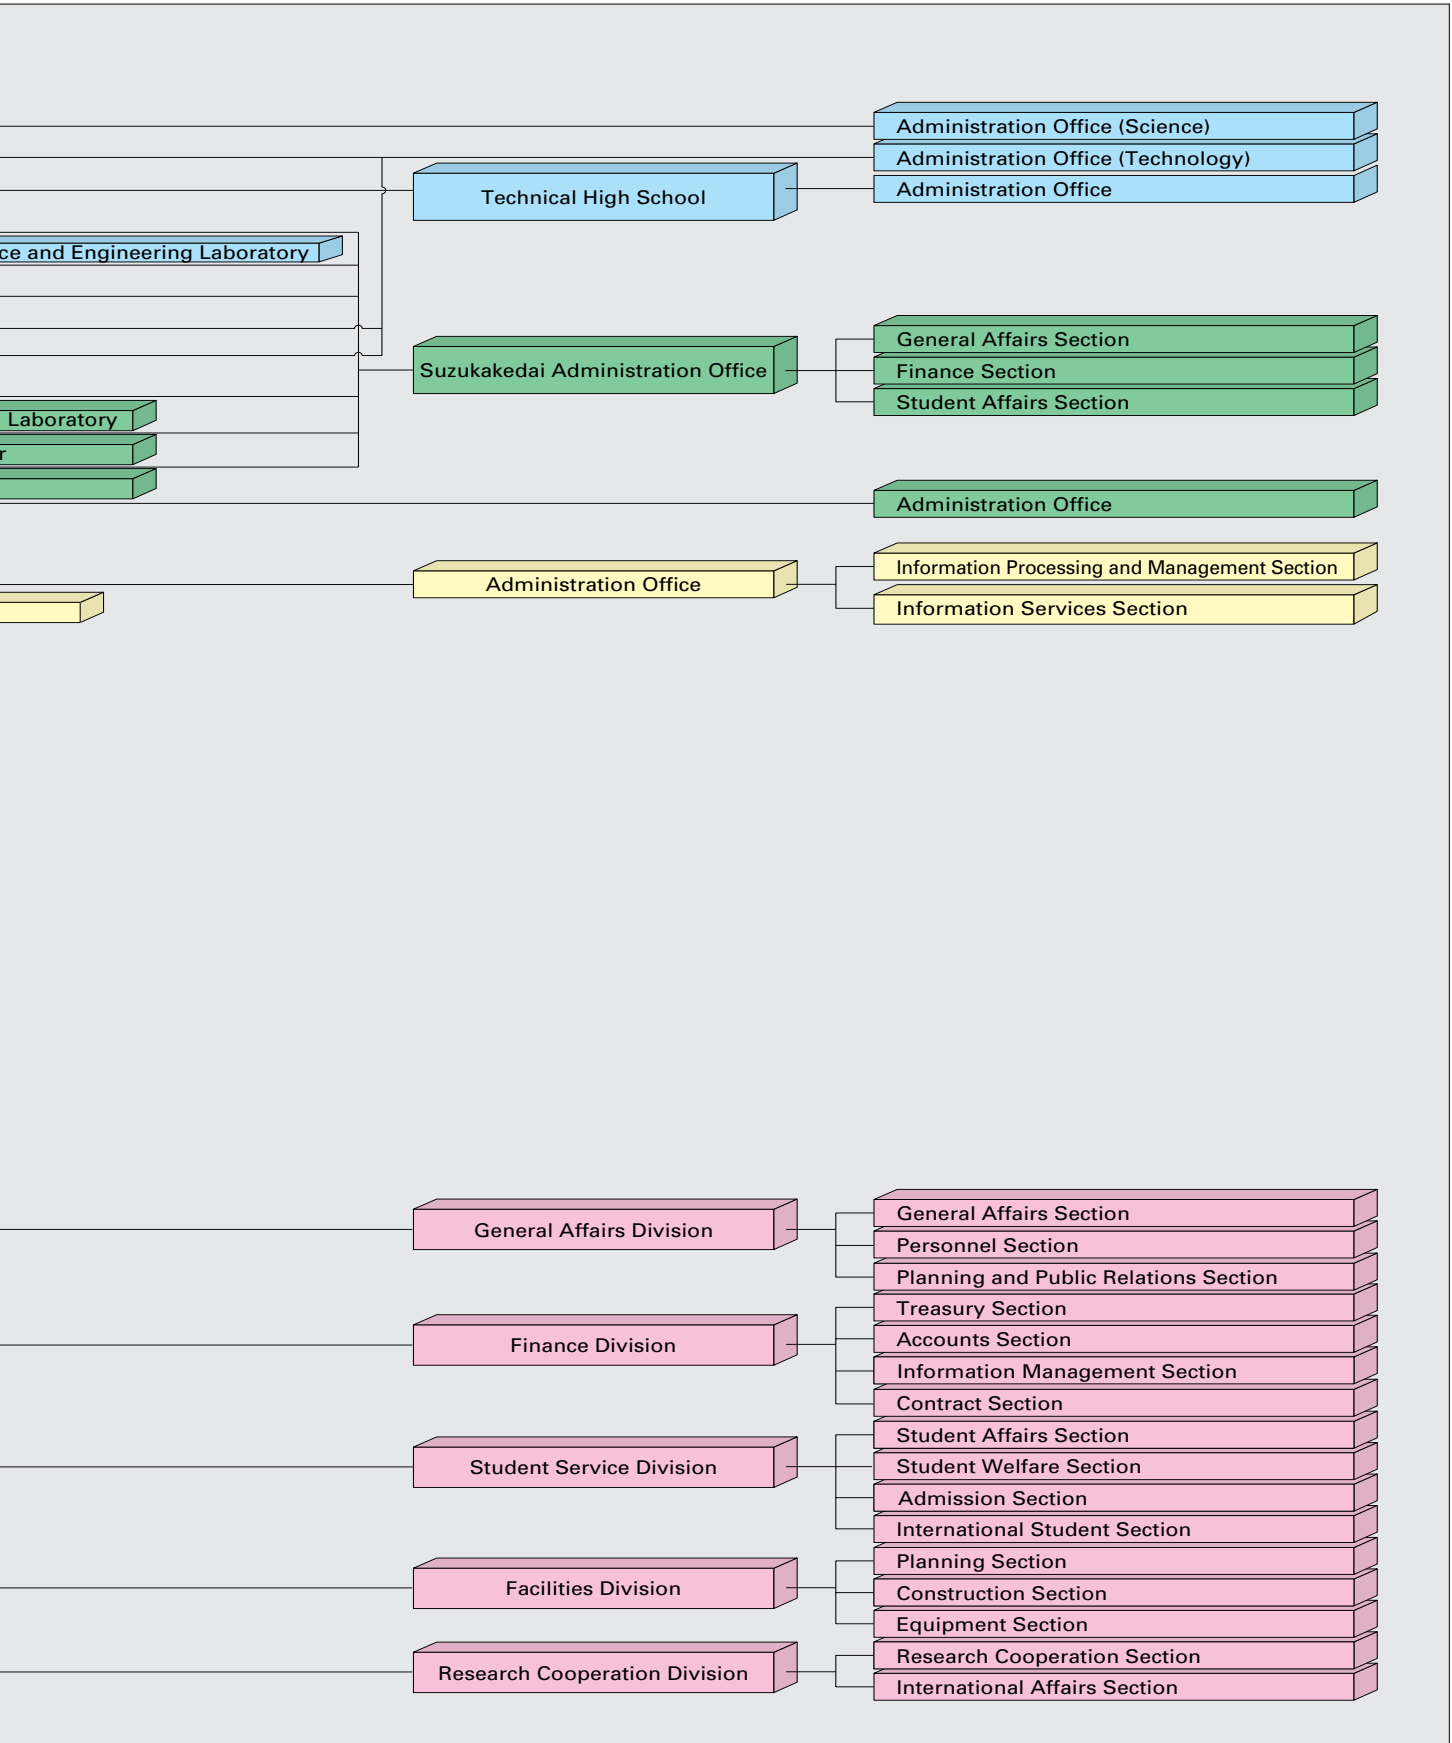 Administration Office (Science)
Administration Office (Technology)
Technical High School
Administration Office
ce and Engineering Laboratory
General Affairs Section
Suzukakedai Administration Office
Finance Section
Student Affairs Section
Laboratory
r
Administration Office
Administration Office
Information Processing and Management Section
Information Services Section
General Affairs Division
General Affairs Section
Personnel Section
Planning and Public Relations Section
Finance Division
Treasury Section
Accounts Section
Information Management Section
Contract Section
Student Service Division
Student Affairs Section
Student Welfare Section
Admission Section
International Student Section
Facilities Division
Planning Section
Construction Section
Equipment Section
Research Cooperation Division
Research Cooperation Section
International Affairs Section